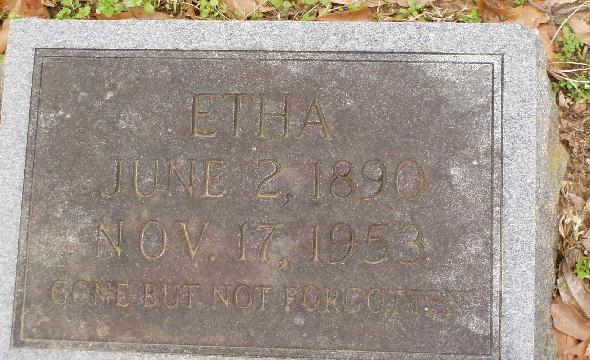 ETHA
JUNE 2, 1890
NOV. 17, 1953
GONE BUT NOT FORGOTTEN